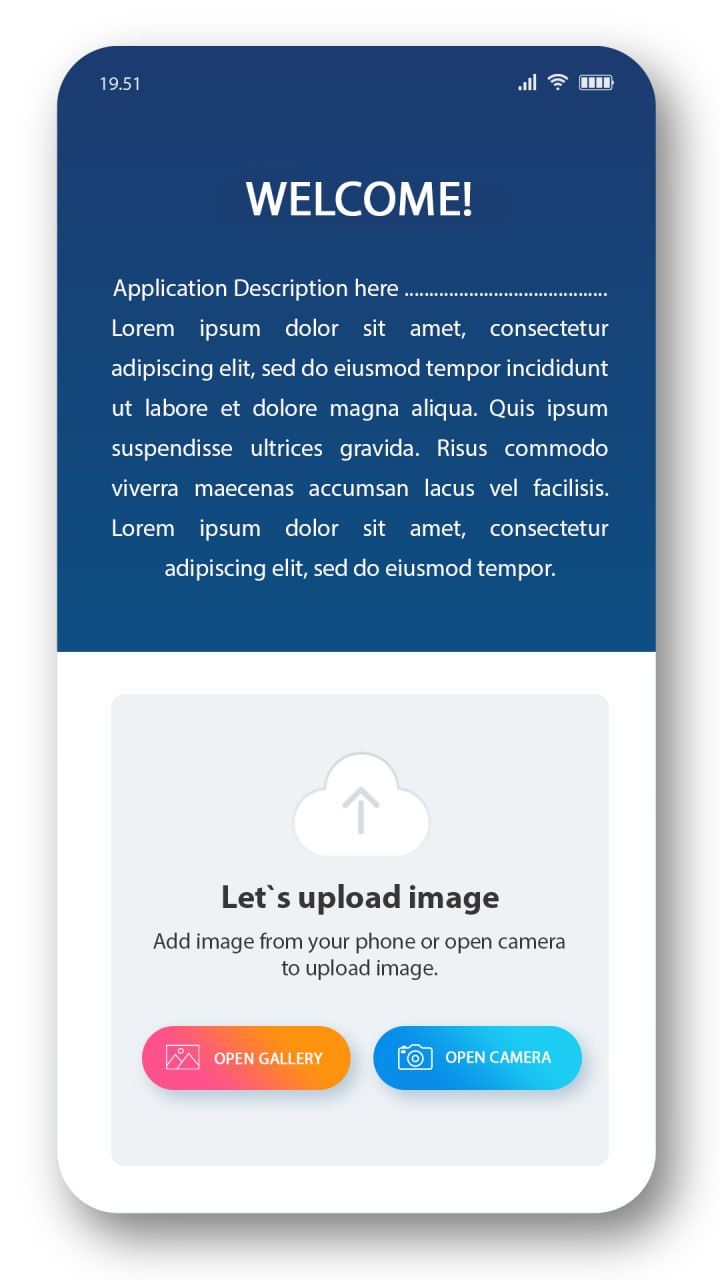 19.51
WELCOME!
Application Description here .........................................
Lorem ipsum dolor sit amet, consectetur
adipiscing elit, sed do eiusmod tempor incididunt
ut labore et dolore magna aliqua. Quis ipsum
suspendisse ultrices gravida. Risus commodo
viverra maecenas accumsan lacus vel facilisis.
Lorem ipsum dolor sit amet, consectetur
adipiscing elit, sed do eiusmod tempor.
Let`s upload image
Add image from your phone or open camera
to upload image.
OPEN GALLERY
OPEN CAMERA